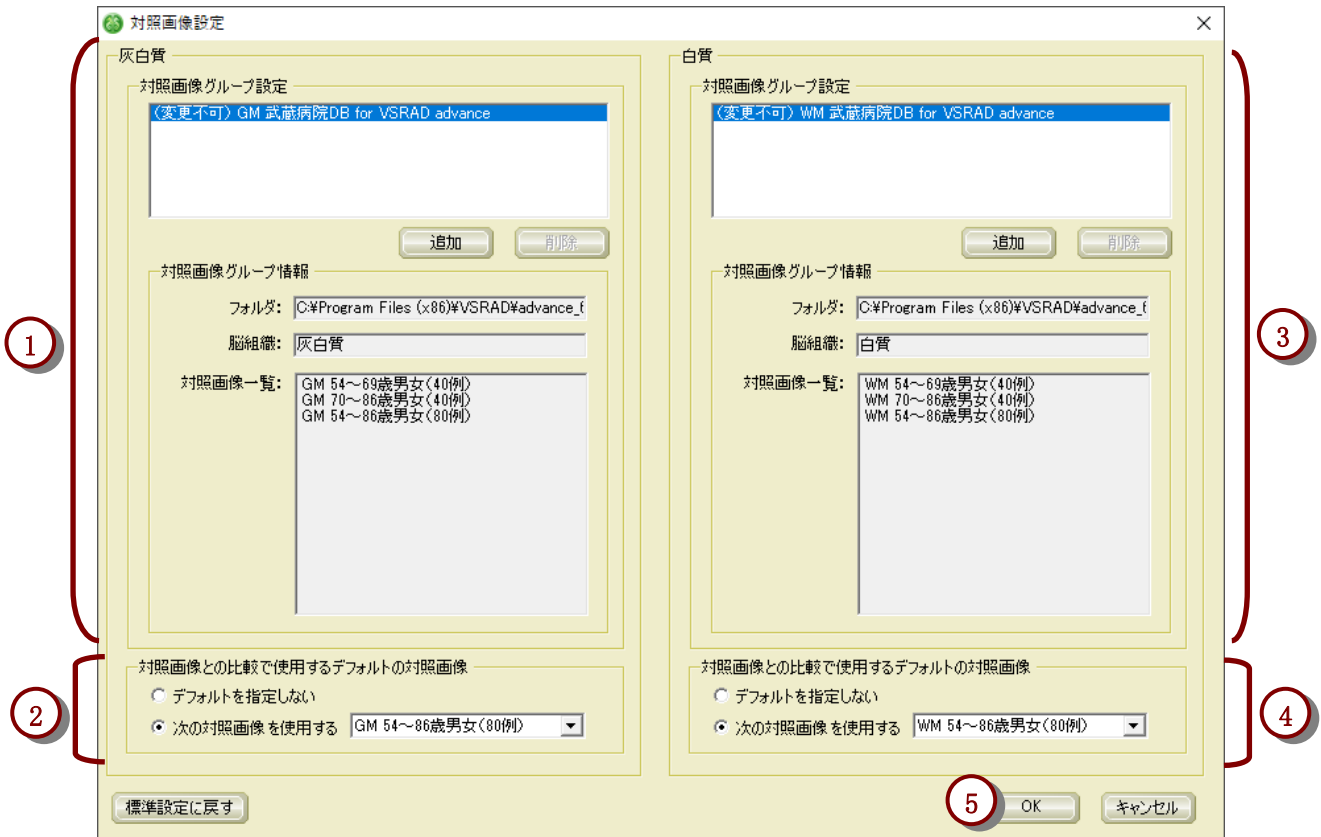 対照画像設定
灰白質
対照画像グループ設定
(変更不可) GM 武蔵病院DB for VSRAD advance
追加
削除
対照画像グループ情報
フォルダ:
C:¥Program Files (x86)¥VSRAD¥advance_
脳組織:
灰白質
対照画像一覧:
GM 54～69歳男女(40例)
GM 70～86歳男女(40例)
GM 54～86歳男女(80例)
対照画像との比較で使用するデフォルトの対照画像
デフォルトを指定しない
次の対照画像を使用する
GM 54～86歳男女(80例)
白質
対照画像グループ設定
(変更不可) WM 武蔵病院DB for VSRAD advance
追加
削除
対照画像グループ情報
フォルダ:
C:¥Program Files (x86)¥VSRAD¥advance_
脳組織:
白質
対照画像一覧:
WM 54～69歳男女(40例)
WM 70～86歳男女(40例)
WM 54～86歳男女(80例)
対照画像との比較で使用するデフォルトの対照画像
デフォルトを指定しない
次の対照画像を使用する
WM 54～86歳男女(80例)
標準設定に戻す
OK
キャンセル
1
2
3
4
5